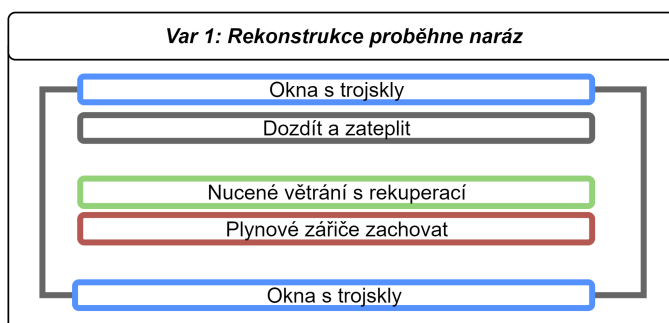 Var 1: Rekonstrukce proběhne naráz
Okna s trojskly
Dozdít a zateplit
Nucené větrání s rekuperací
Plynové zářiče zachovat
Okna s trojskly